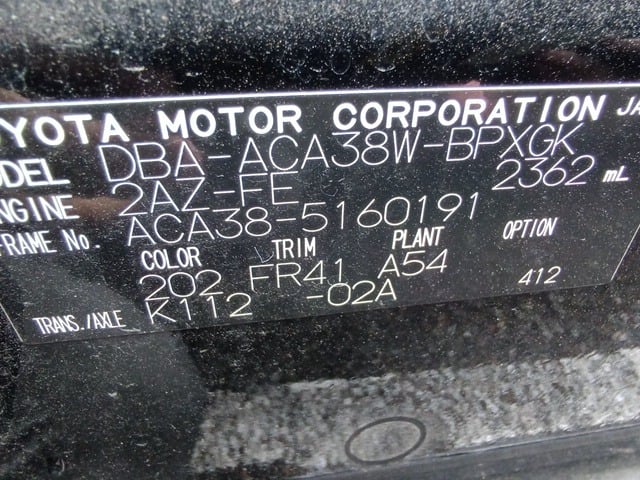 OYOTA MOTOR CORPORATION JA
MODEL DBA-ACA38W-BPXGK
ENGINE 2AZ-FE 2362 mL
FRAME No. ACA38-5160191
COLOR TRIM PLANT OPTION
202 FR41 A54 412
TRANS./AXLE K112 -02A